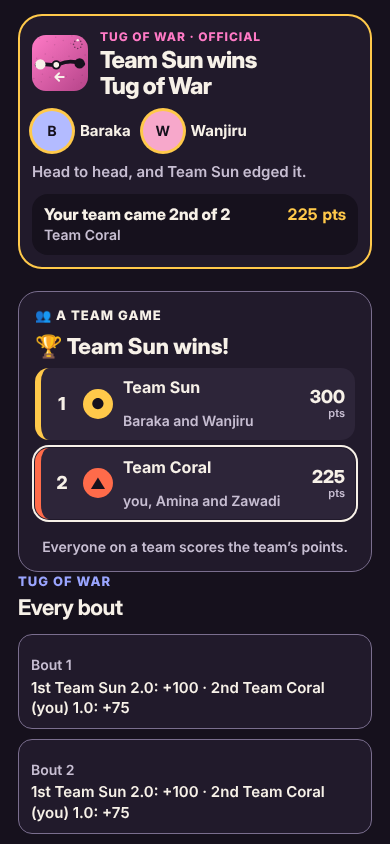 TUG OF WAR · OFFICIAL
Team Sun wins
Tug of War
B Baraka W Wanjiru
Head to head, and Team Sun edged it.
Your team came 2nd of 2 225 pts
Team Coral
👥 A TEAM GAME
🏆 Team Sun wins!
1 Team Sun 300 pts
Baraka and Wanjiru
2 Team Coral 225 pts
you, Amina and Zawadi
Everyone on a team scores the team’s points.
TUG OF WAR
Every bout
Bout 1
1st Team Sun 2.0: +100 · 2nd Team Coral
(you) 1.0: +75
Bout 2
1st Team Sun 2.0: +100 · 2nd Team Coral
(you) 1.0: +75